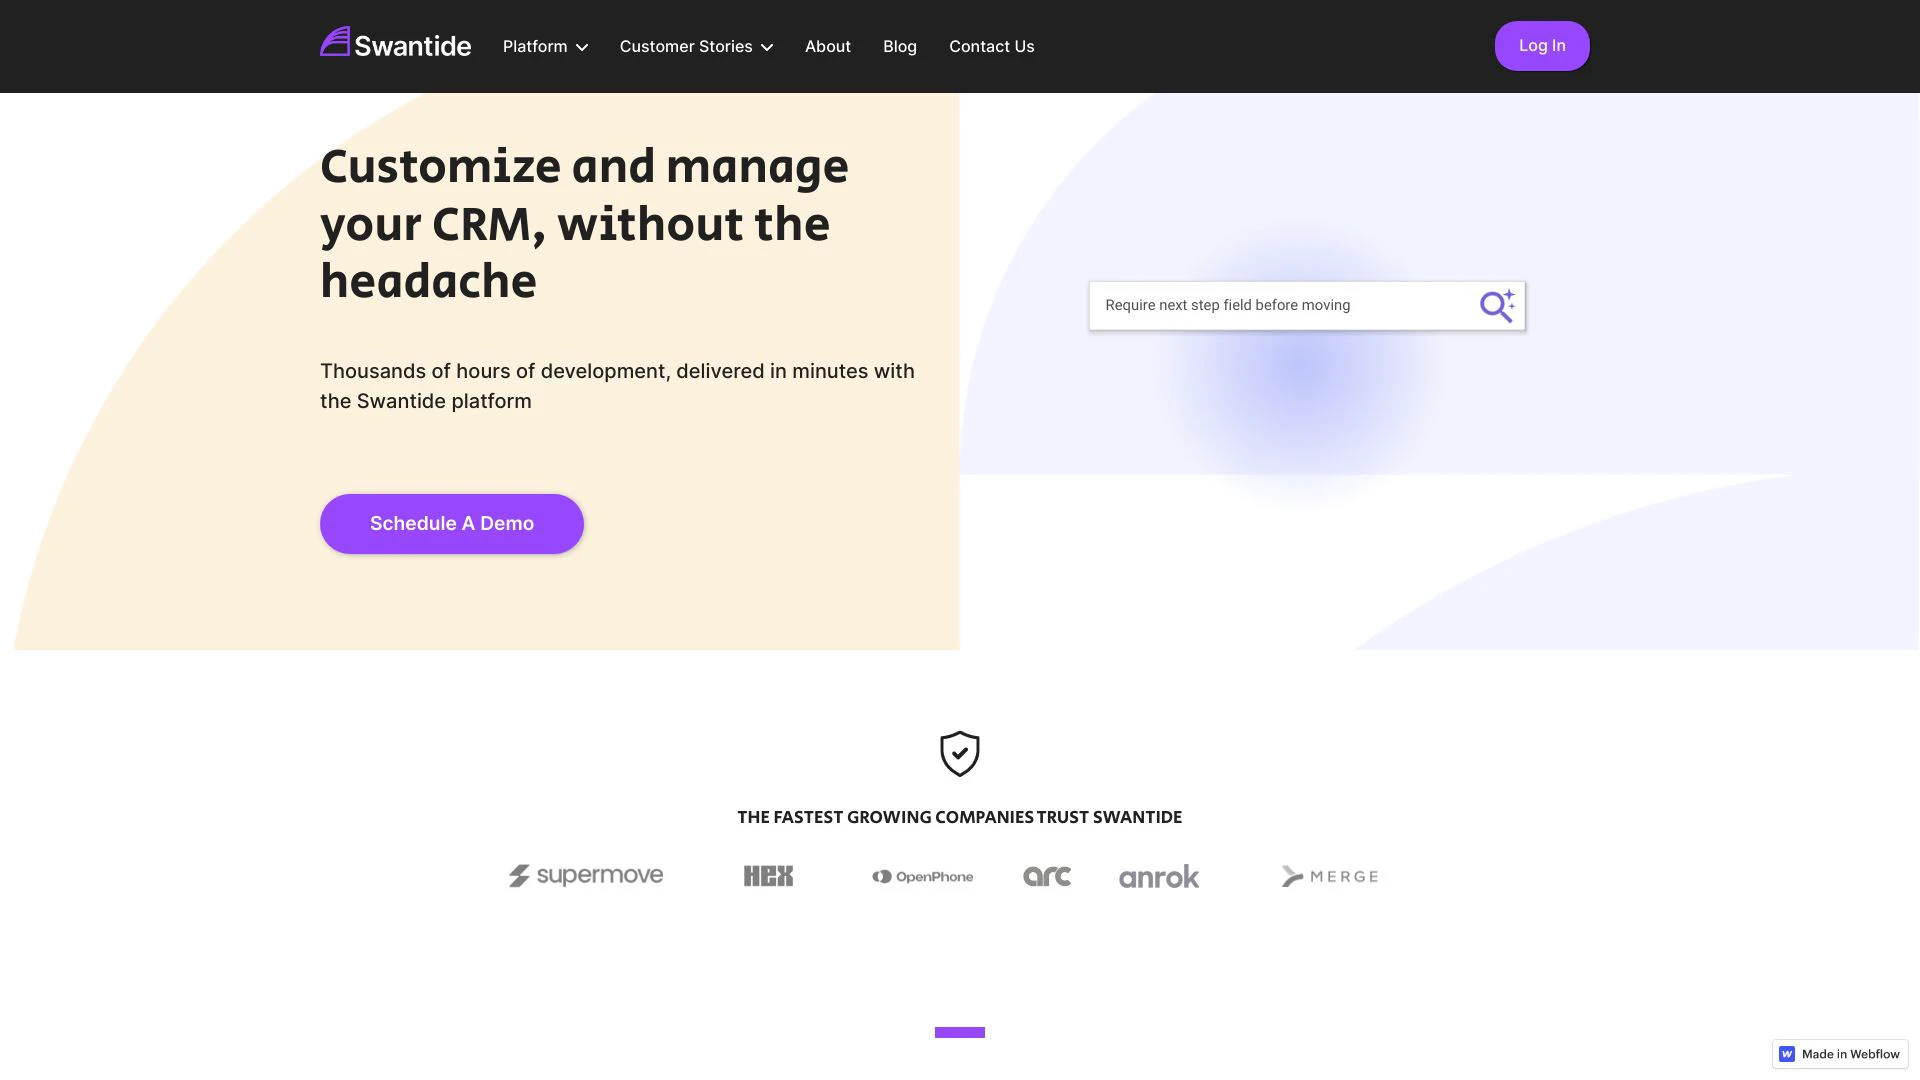 Swantide
Platform
Customer Stories
About
Blog
Contact Us
Log In
Customize and manage
your CRM, without the
headache
Thousands of hours of development, delivered in minutes with
the Swantide platform
Schedule A Demo
Require next step field before moving
THE FASTEST GROWING COMPANIES TRUST SWANTIDE
supermove
HEX
OpenPhone
arc
anrok
MERGE
Made in Webflow